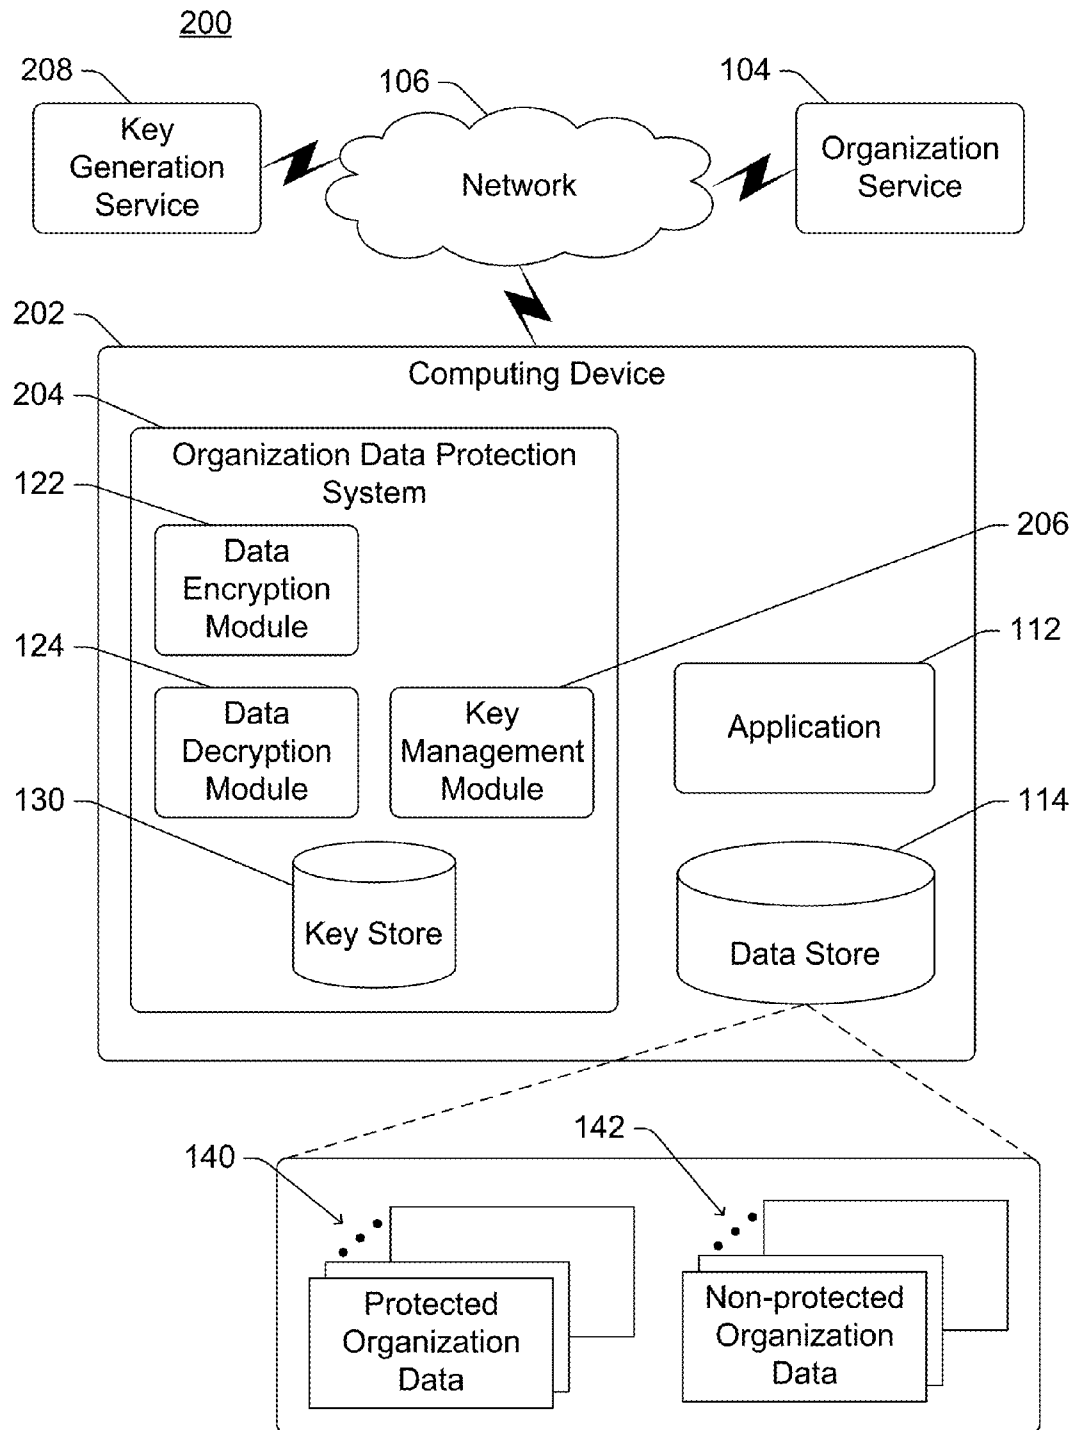 200
208
106
104
Key
Generation
Service
Network
Organization
Service
202
Computing Device
204
Organization Data Protection
System
122
206
Data
Encryption
Module
124
112
Data
Decryption
Module
Key
Management
Module
Application
130
114
Key Store
Data Store
140
142
Protected
Organization
Data
Non-protected
Organization
Data